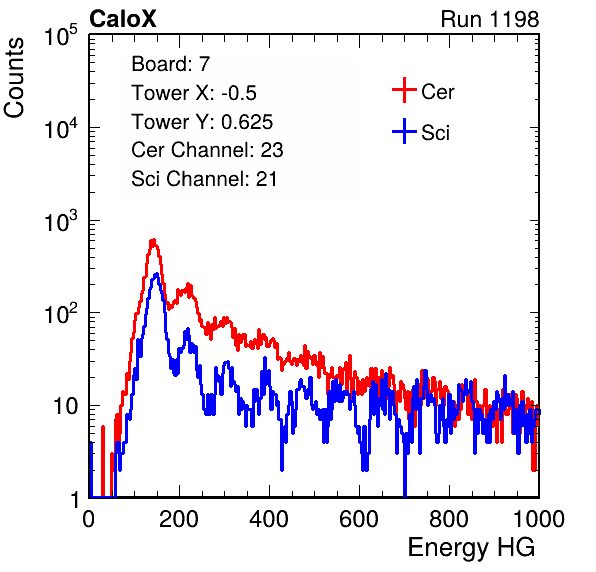 CaloX Run 1198
Counts
Board: 7
Tower X: -0.5
Tower Y: 0.625
Cer Channel: 23
Sci Channel: 21
Cer
Sci
10^5
10^4
10^3
10^2
10
1
0 200 400 600 800 1000
Energy HG